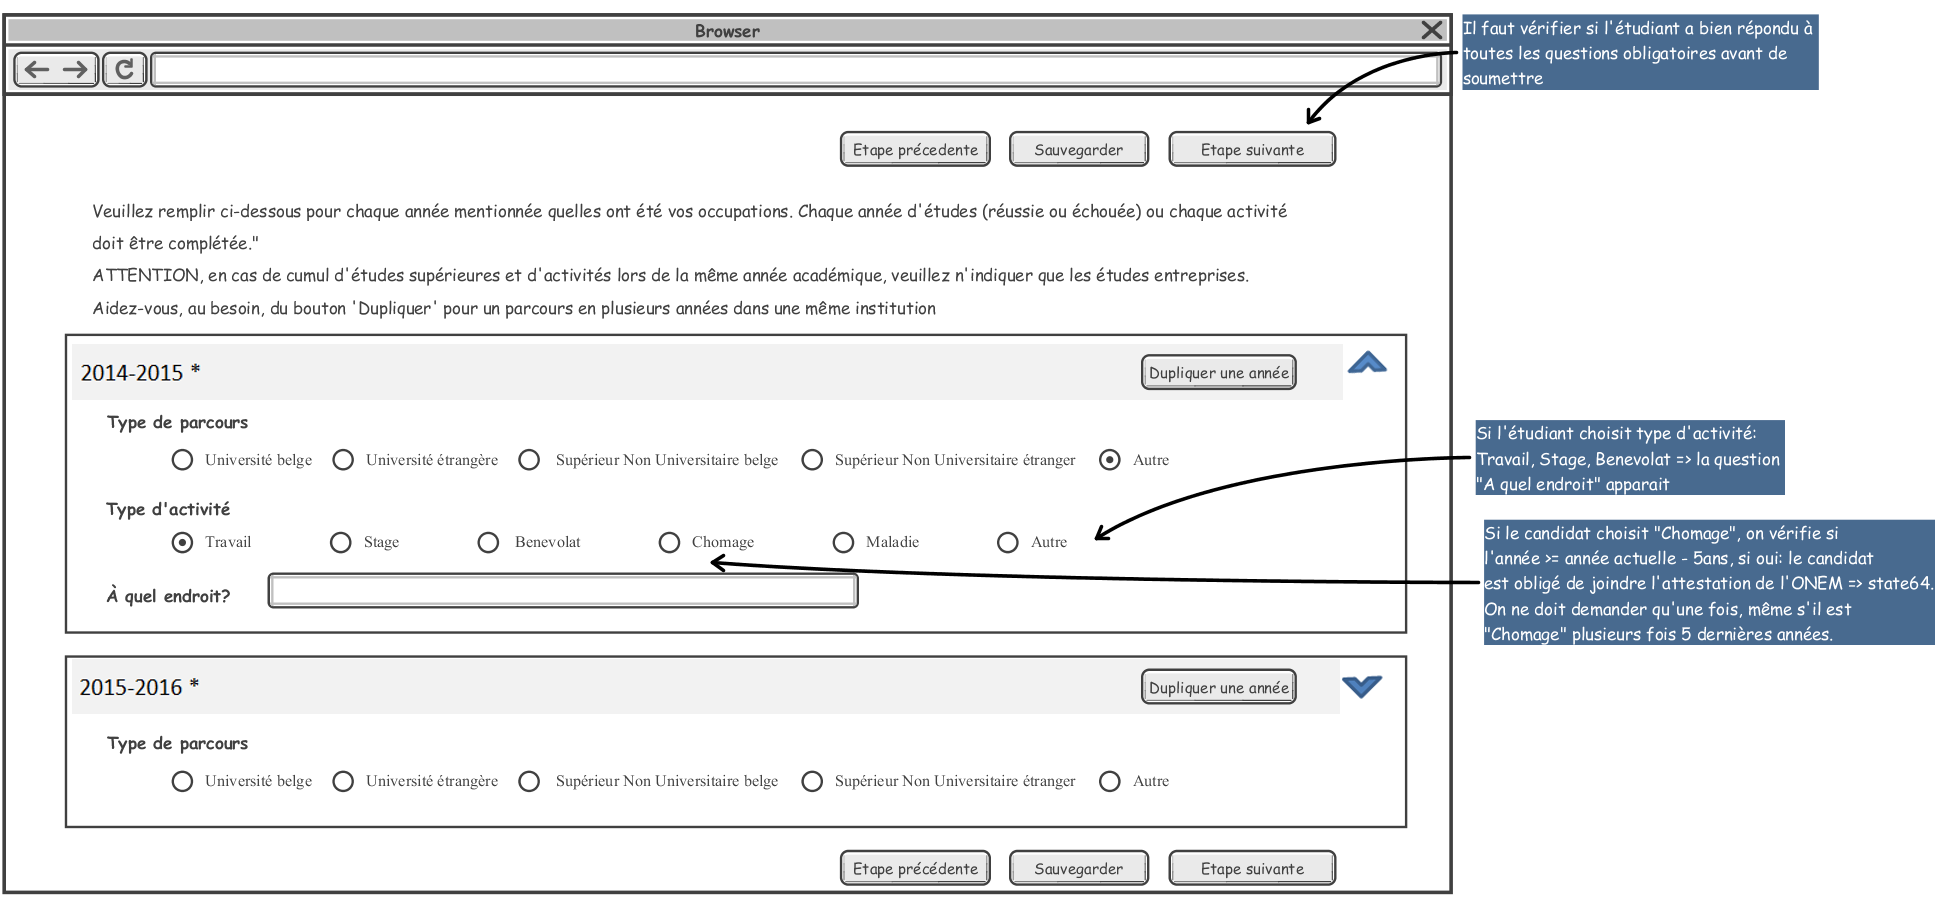 Browser
Il faut vérifier si l'étudiant a bien répondu à
toutes les questions obligatoires avant de
soumettre
Etape précedente
Sauvegarder
Etape suivante
Veuillez remplir ci-dessous pour chaque année mentionnée quelles ont été vos occupations. Chaque année d'études (réussie ou échouée) ou chaque activité
doit être complétée."
ATTENTION, en cas de cumul d'études supérieures et d'activités lors de la même année académique, veuillez n'indiquer que les études entreprises.
Aidez-vous, au besoin, du bouton 'Dupliquer' pour un parcours en plusieurs années dans une même institution
2014-2015 *
Dupliquer une année
Type de parcours
Université belge
Université étrangère
Supérieur Non Universitaire belge
Supérieur Non Universitaire étranger
Autre
Si l'étudiant choisit type d'activité:
Travail, Stage, Benevolat => la question
"A quel endroit" apparait
Type d'activité
Travail
Stage
Benevolat
Chomage
Maladie
Autre
Si le candidat choisit "Chomage", on vérifie si
l'année >= année actuelle - 5ans, si oui: le candidat
est obligé de joindre l'attestation de l'ONEM => state64.
On ne doit demander qu'une fois, même s'il est
"Chomage" plusieurs fois 5 dernières années.
À quel endroit?
2015-2016 *
Dupliquer une année
Type de parcours
Université belge
Université étrangère
Supérieur Non Universitaire belge
Supérieur Non Universitaire étranger
Autre
Etape précédente
Sauvegarder
Etape suivante